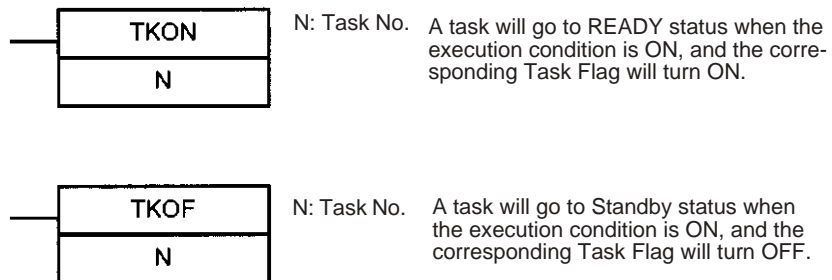 TKON
N
N: Task No.
A task will go to READY status when the
execution condition is ON, and the corre-
sponding Task Flag will turn ON.
TKOF
N
N: Task No.
A task will go to Standby status when
the execution condition is ON, and the
corresponding Task Flag will turn OFF.